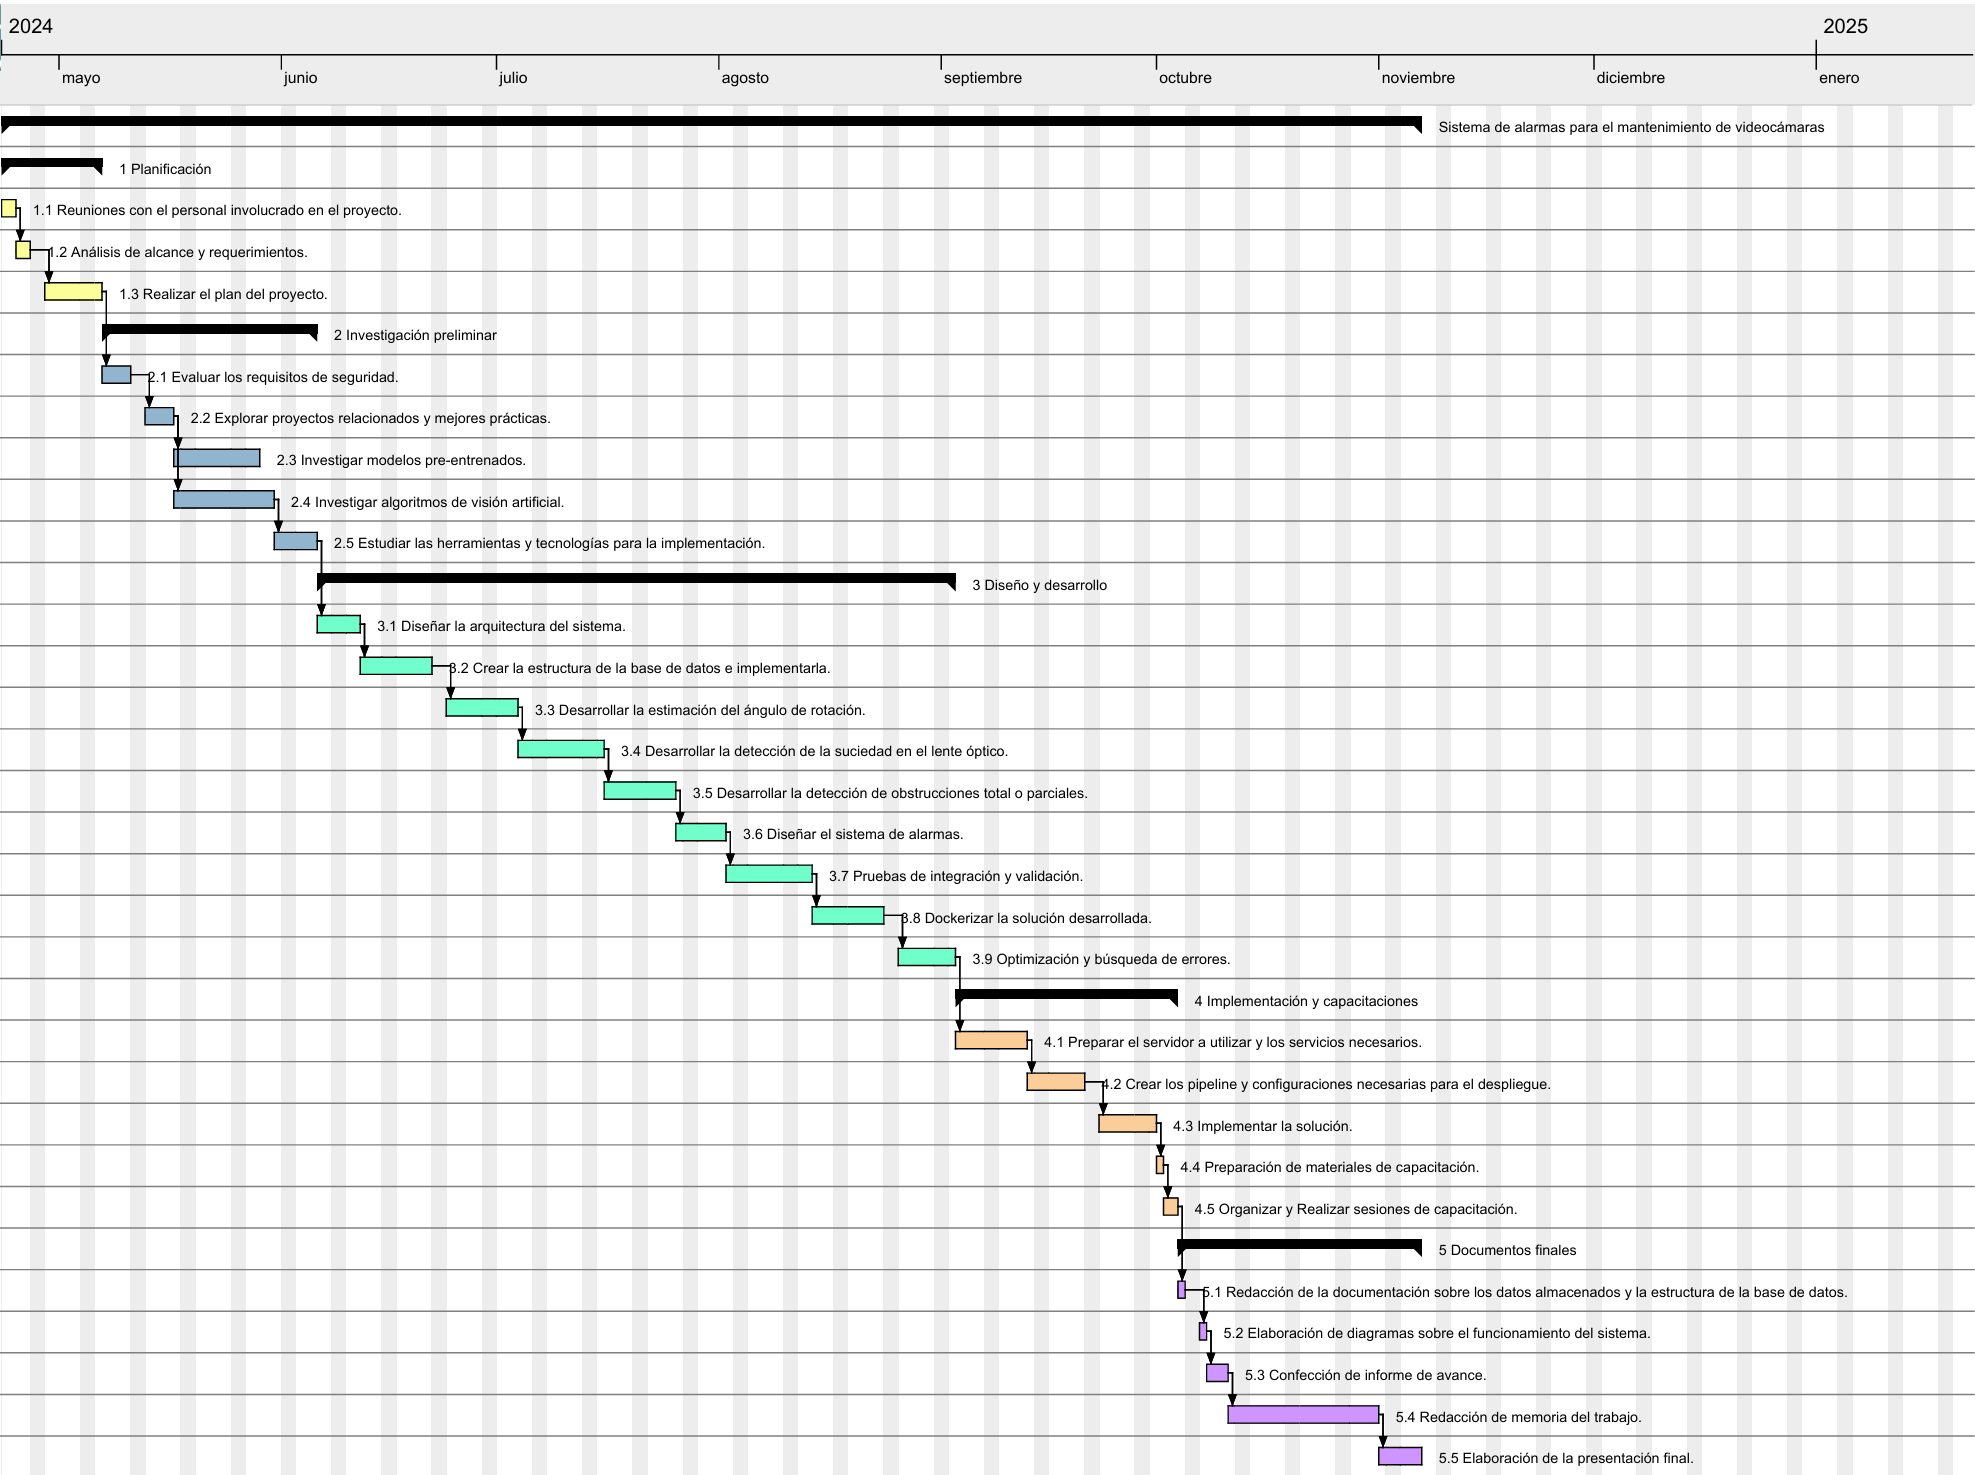 2024 2025
mayo junio julio agosto septiembre octubre noviembre diciembre enero
Sistema de alarmas para el mantenimiento de videocámaras
1 Planificación
1.1 Reuniones con el personal involucrado en el proyecto.
1.2 Análisis de alcance y requerimientos.
1.3 Realizar el plan del proyecto.
2 Investigación preliminar
2.1 Evaluar los requisitos de seguridad.
2.2 Explorar proyectos relacionados y mejores prácticas.
2.3 Investigar modelos pre-entrenados.
2.4 Investigar algoritmos de visión artificial.
2.5 Estudiar las herramientas y tecnologías para la implementación.
3 Diseño y desarrollo
3.1 Diseñar la arquitectura del sistema.
3.2 Crear la estructura de la base de datos e implementarla.
3.3 Desarrollar la estimación del ángulo de rotación.
3.4 Desarrollar la detección de la suciedad en el lente óptico.
3.5 Desarrollar la detección de obstrucciones total o parciales.
3.6 Diseñar el sistema de alarmas.
3.7 Pruebas de integración y validación.
3.8 Dockerizar la solución desarrollada.
3.9 Optimización y búsqueda de errores.
4 Implementación y capacitaciones
4.1 Preparar el servidor a utilizar y los servicios necesarios.
4.2 Crear los pipeline y configuraciones necesarias para el despliegue.
4.3 Implementar la solución.
4.4 Preparación de materiales de capacitación.
4.5 Organizar y Realizar sesiones de capacitación.
5 Documentos finales
5.1 Redacción de la documentación sobre los datos almacenados y la estructura de la base de datos.
5.2 Elaboración de diagramas sobre el funcionamiento del sistema.
5.3 Confección de informe de avance.
5.4 Redacción de memoria del trabajo.
5.5 Elaboración de la presentación final.